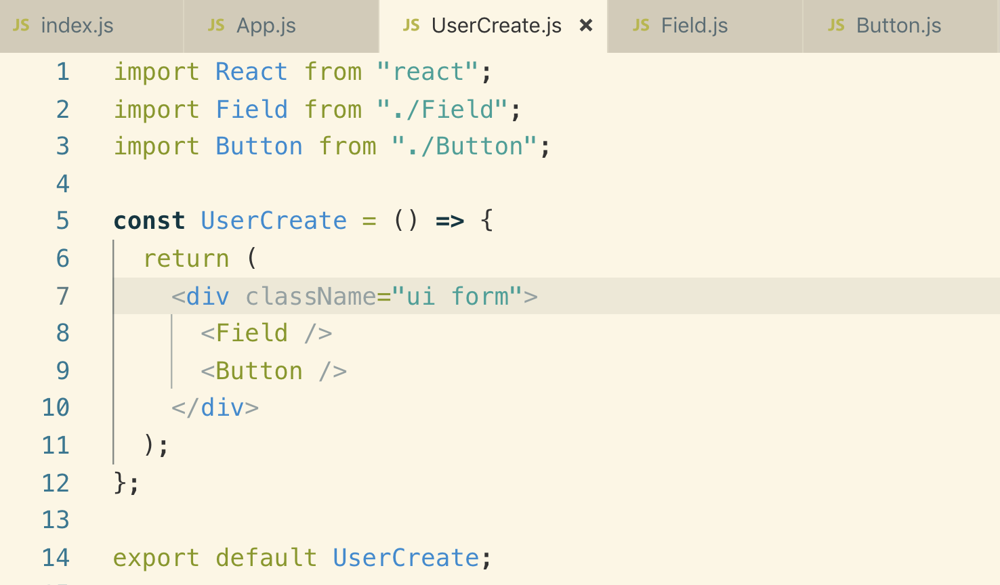 JS index.js JS App.js JS UserCreate.js × JS Field.js JS Button.js
1 import React from "react";
2 import Field from "./Field";
3 import Button from "./Button";
4
5 const UserCreate = () => {
6   return (
7     <div className="ui form">
8       <Field />
9       <Button />
10     </div>
11   );
12 };
13
14 export default UserCreate;